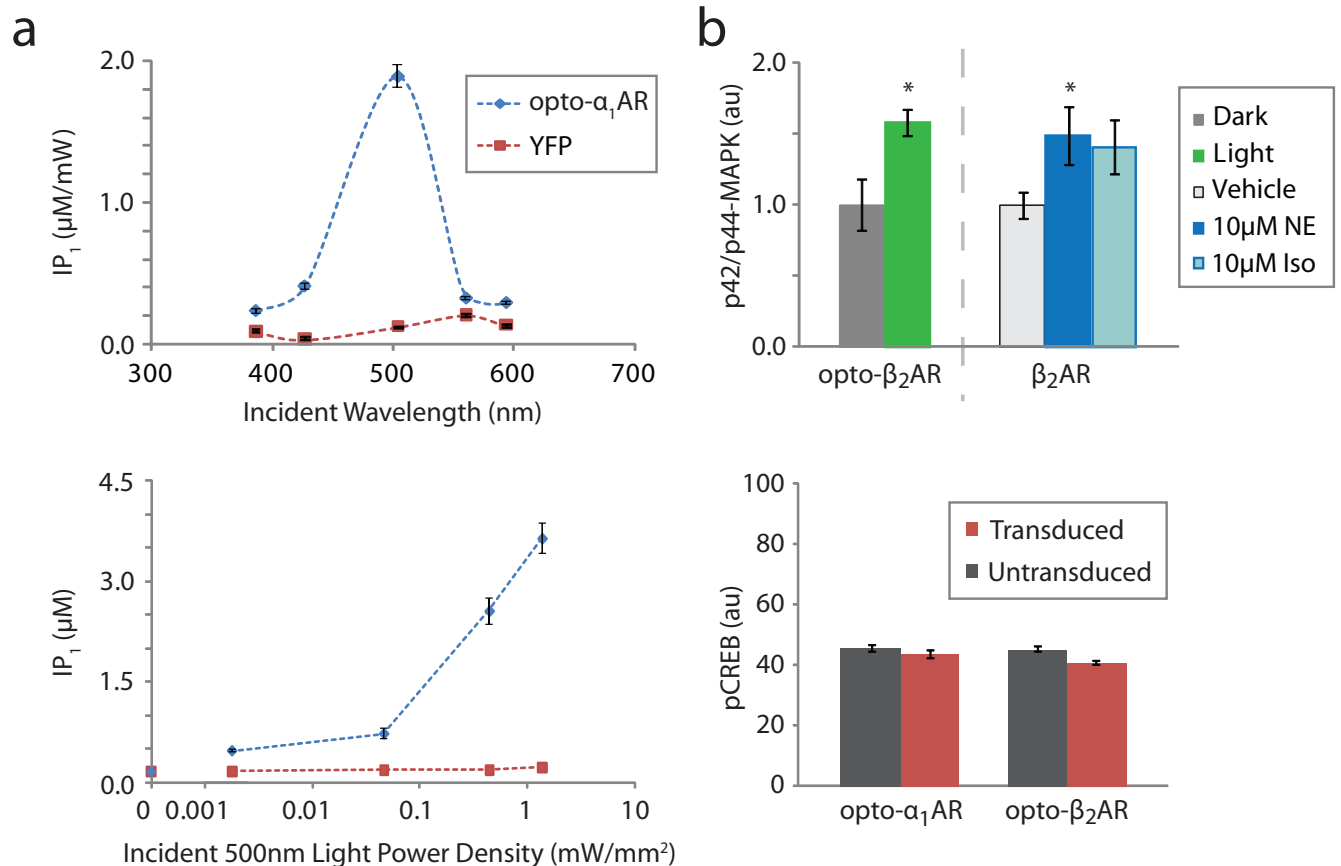 a
2.0
1.0
0.0
IP₁ (µM/mW)
300 400 500 600 700
Incident Wavelength (nm)
opto-α₁AR
YFP
4.5
3.0
1.5
0.0
IP₁ (µM)
0 0.001 0.01 0.1 1 10
Incident 500nm Light Power Density (mW/mm²)
b
2.0
1.0
0.0
p42/p44-MAPK (au)
* *
opto-β₂AR β₂AR
Dark
Light
Vehicle
10µM NE
10µM Iso
100
80
60
40
20
0
pCREB (au)
Transduced
Untransduced
opto-α₁AR opto-β₂AR